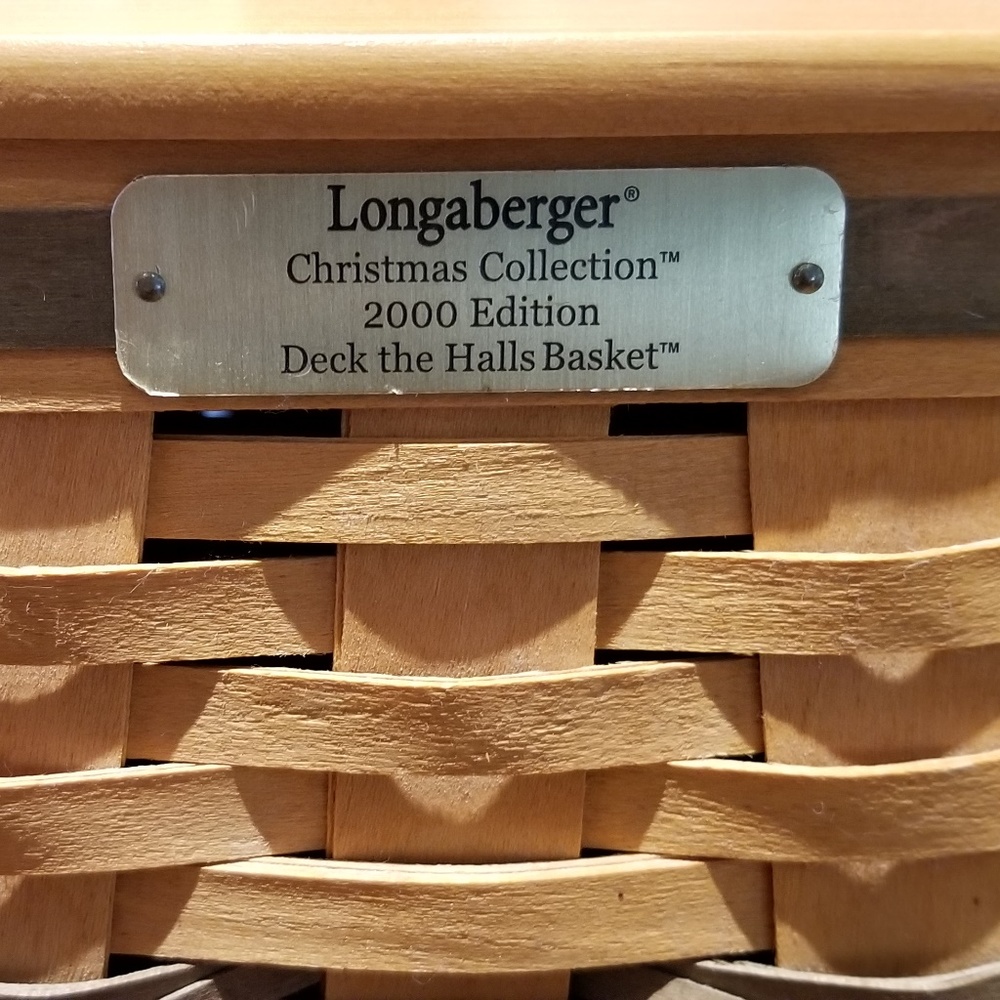 Longaberger®
Christmas Collection™
2000 Edition
Deck the Halls Basket™